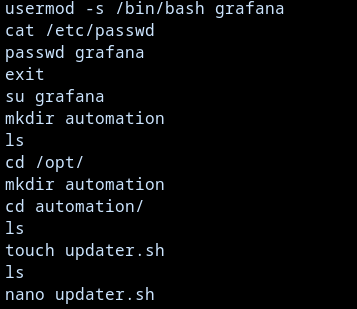 usermod -s /bin/bash grafana
cat /etc/passwd
passwd grafana
exit
su grafana
mkdir automation
ls
cd /opt/
mkdir automation
cd automation/
ls
touch updater.sh
ls
nano updater.sh